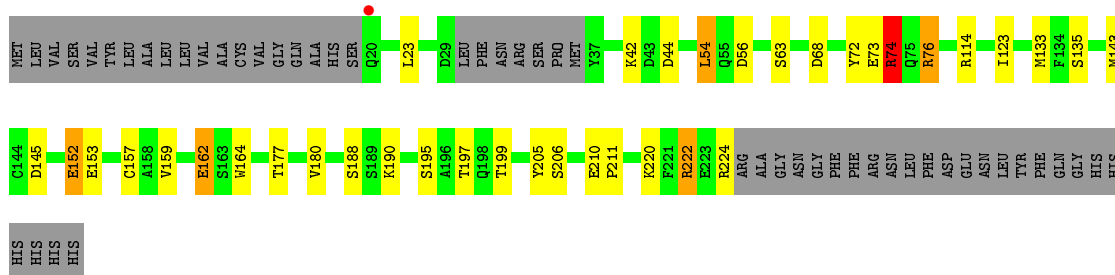 MET LEU VAL SER VAL TYR LEU ALA LEU LEU VAL ALA CYS VAL GLY GLN ALA HIS SER Q20 L23 D29 LEU PHE ASN ARG SER PRO MET Y37 K42 D43 D44 L54 Q55 D56 S63 D68 Y72 E73 R74 Q75 R76 R114 I123 M133 F134 S135 M143
C144 D145 E152 E153 C157 A158 V159 E162 S163 W164 T177 V180 S188 S189 K190 S195 A196 T197 Q198 T199 Y205 S206 E210 P211 K220 F221 R222 E223 R224 ARG ALA GLY ASN GLY PHE PHE ARG ASN LEU PHE ASP GLU ASN LEU TYR PHE GLN GLY HIS HIS
HIS HIS HIS HIS